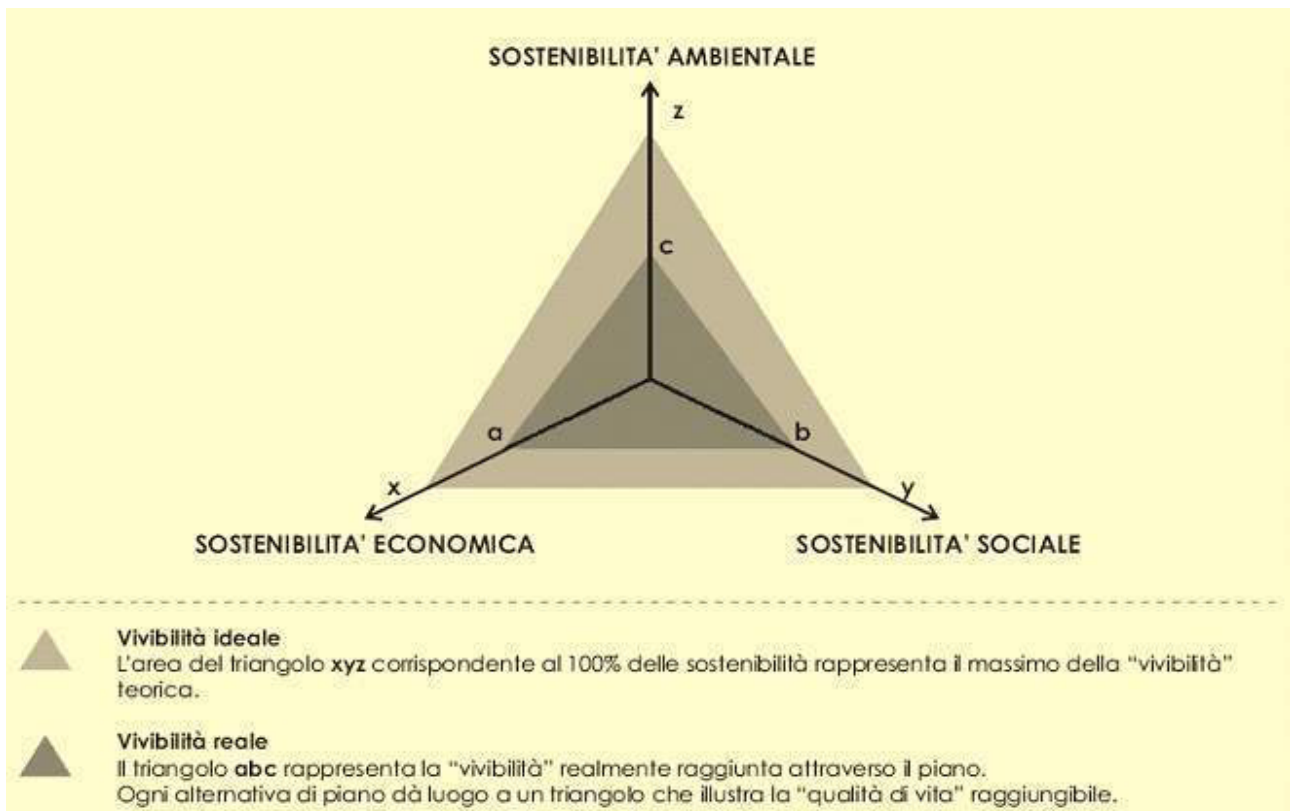 SOSTENIBILITA' AMBIENTALE
z
c
a
b
x
y
SOSTENIBILITA' ECONOMICA
SOSTENIBILITA' SOCIALE
Vivibilità ideale
L'area del triangolo xyz corrispondente al 100% delle sostenibilità rappresenta il massimo della "vivibilità"
teorica.
Vivibilità reale
Il triangolo abc rappresenta la "vivibilità" realmente raggiunta attraverso il piano.
Ogni alternativa di piano dà luogo a un triangolo che illustra la "qualità di vita" raggiungibile.